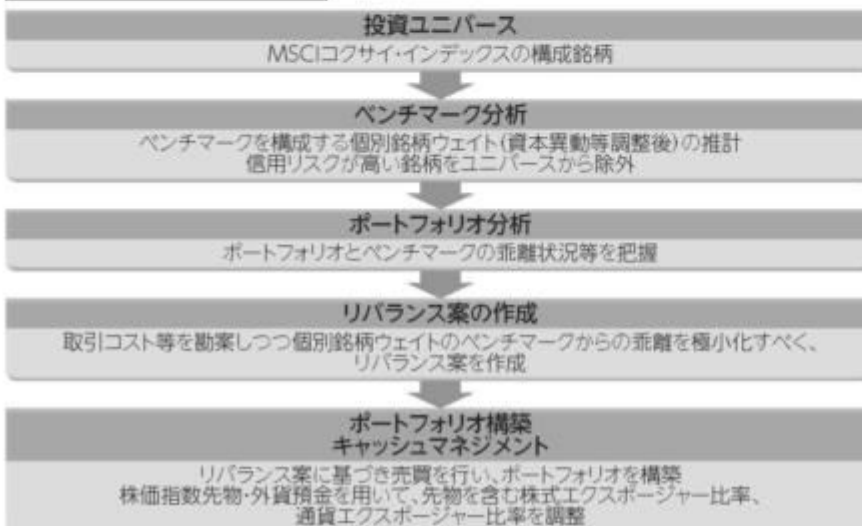 投資ユニバース
MSCIコクサイ・インデックスの構成銘柄
ベンチマーク分析
ベンチマークを構成する個別銘柄ウェイト(資本異動等調整後)の推計
信用リスクが高い銘柄をユニバースから除外
ポートフォリオ分析
ポートフォリオとベンチマークの乖離状況等を把握
リバランス案の作成
取引コスト等を勘案しつつ個別銘柄ウェイトのベンチマークからの乖離を極小化すべく、
リバランス案を作成
ポートフォリオ構築
キャッシュマネジメント
リバランス案に基づき売買を行い、ポートフォリオを構築
株価指数先物・外貨預金を用いて、先物を含む株式エクスポージャー比率、
通貨エクスポージャー比率を調整